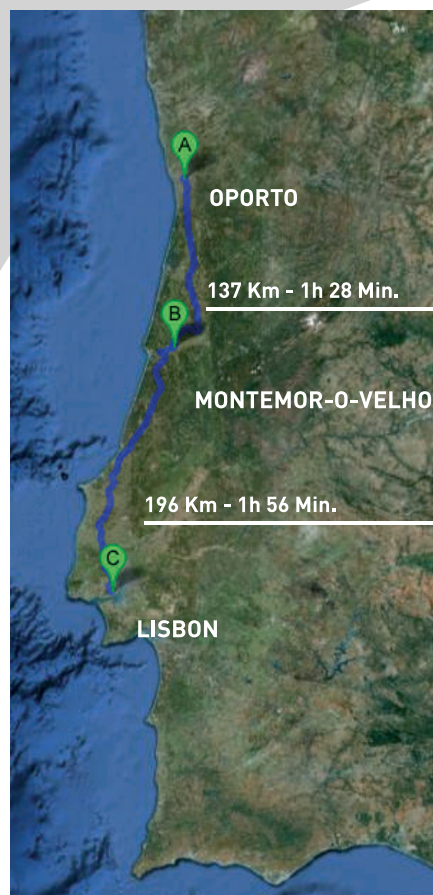 A
OPORTO
137 Km - 1h 28 Min.
B
MONTEMOR-O-VELHO
196 Km - 1h 56 Min.
C
LISBON